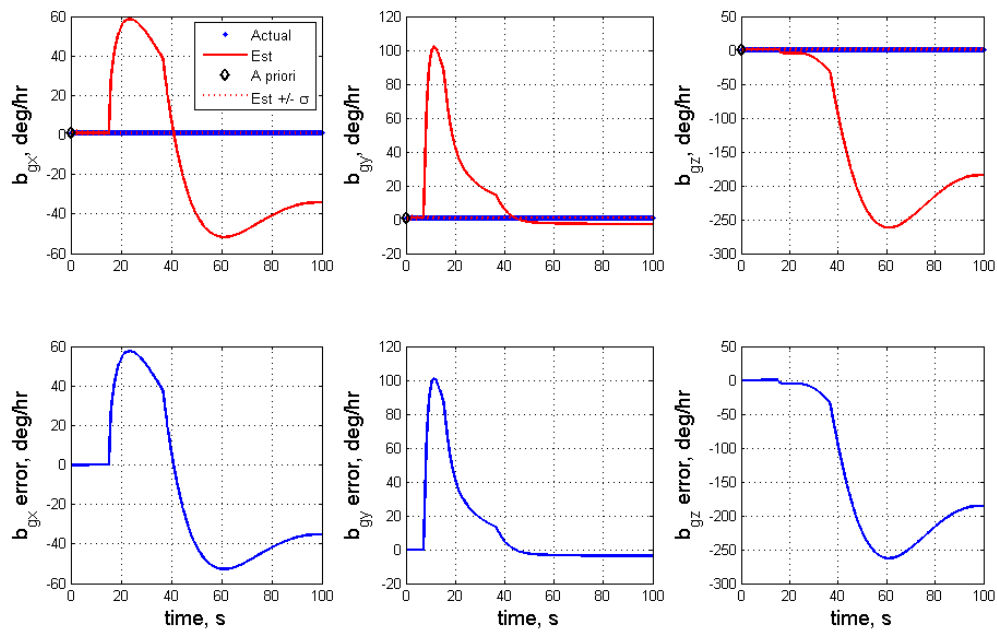 60
40
20
0
-20
-40
-60
b_gx, deg/hr
0 20 40 60 80 100
Actual
Est
A priori
Est +/- σ
120
100
80
60
40
20
0
-20
b_gy, deg/hr
0 20 40 60 80 100
0
-50
-100
-150
-200
-250
-300
b_gz, deg/hr
0 20 40 60 80 100
60
40
20
0
-20
-40
-60
b_gx error, deg/hr
0 20 40 60 80 100
time, s
120
100
80
60
40
20
0
-20
b_gy error, deg/hr
0 20 40 60 80 100
time, s
50
0
-50
-100
-150
-200
-250
-300
b_gz error, deg/hr
0 20 40 60 80 100
time, s